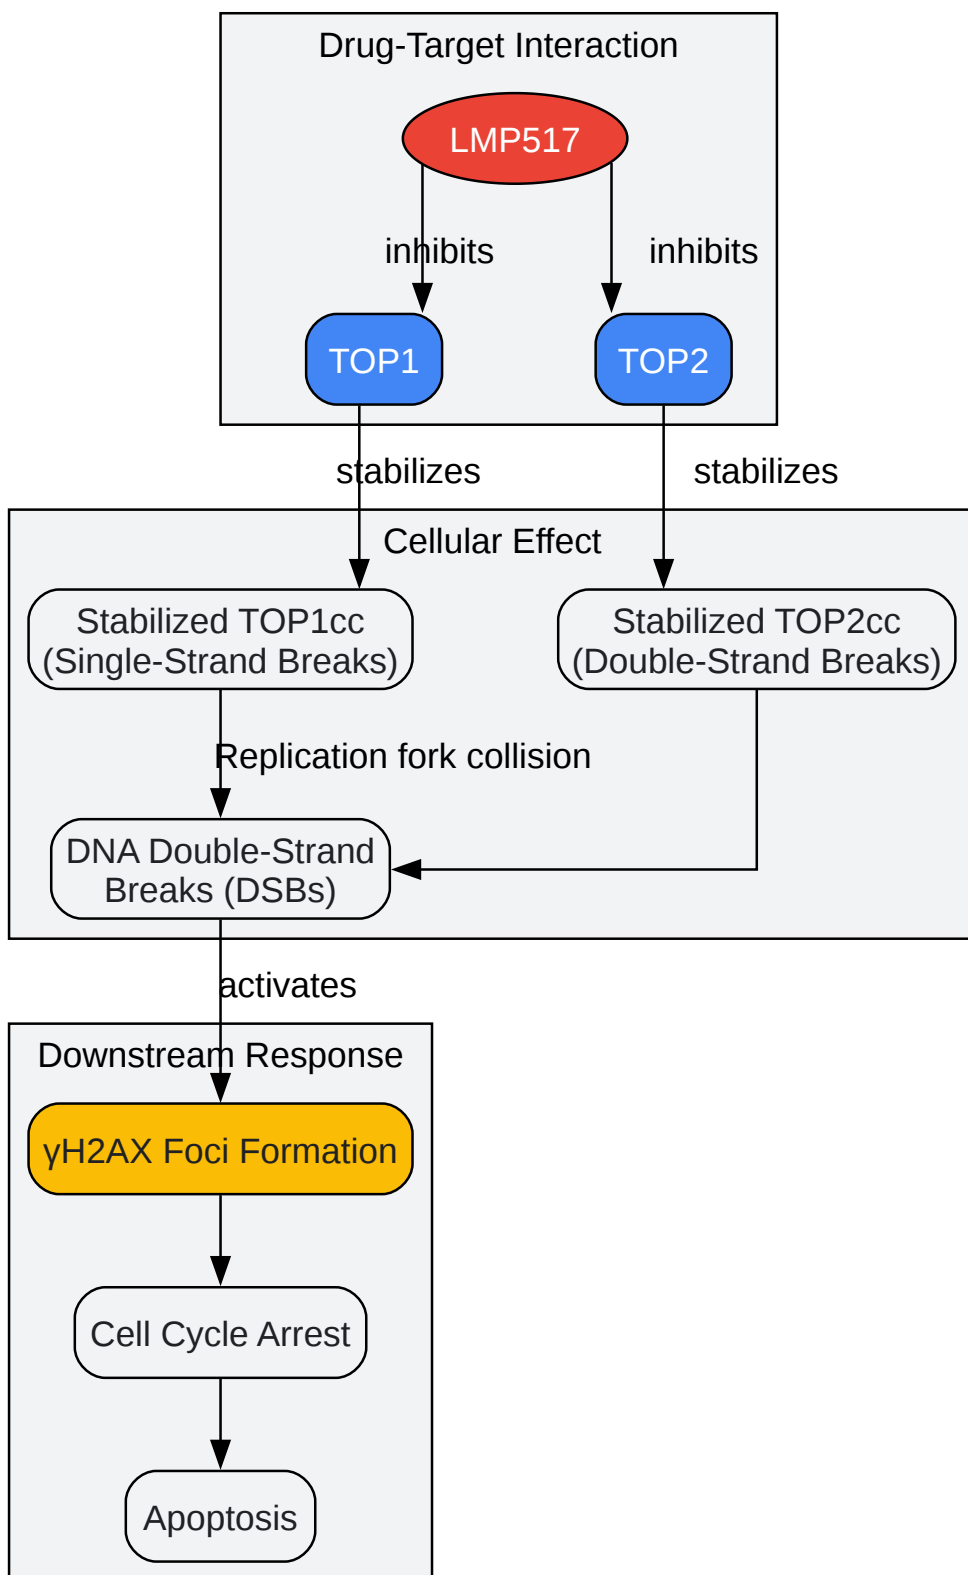 Drug-Target Interaction
LMP517
inhibits
inhibits
TOP1
TOP2
stabilizes
stabilizes
Cellular Effect
Stabilized TOP1cc
(Single-Strand Breaks)
Stabilized TOP2cc
(Double-Strand Breaks)
Replication fork collision
DNA Double-Strand
Breaks (DSBs)
activates
Downstream Response
γH2AX Foci Formation
Cell Cycle Arrest
Apoptosis